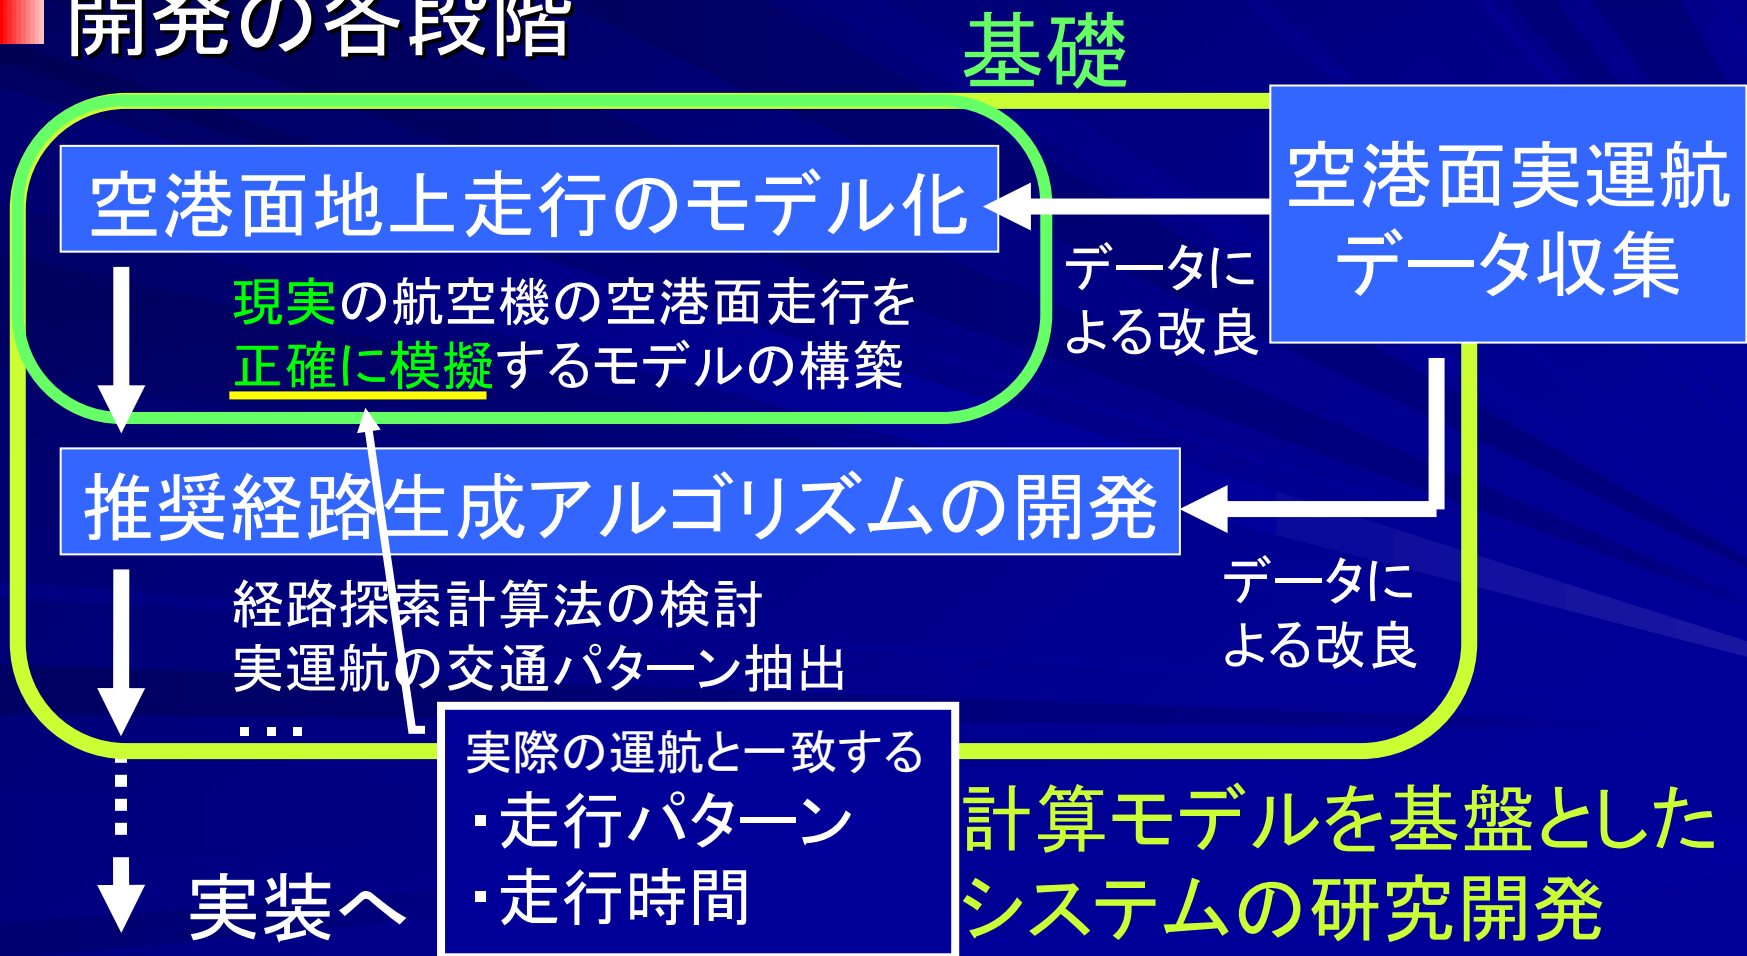 開発の各段階
基礎
空港面地上走行のモデル化
空港面実運航
データ収集
データに
よる改良
現実の航空機の空港面走行を
正確に模擬するモデルの構築
推奨経路生成アルゴリズムの開発
データに
よる改良
経路探索計算法の検討
実運航の交通パターン抽出
…
実際の運航と一致する
・走行パターン
・走行時間
計算モデルを基盤とした
システムの研究開発
実装へ